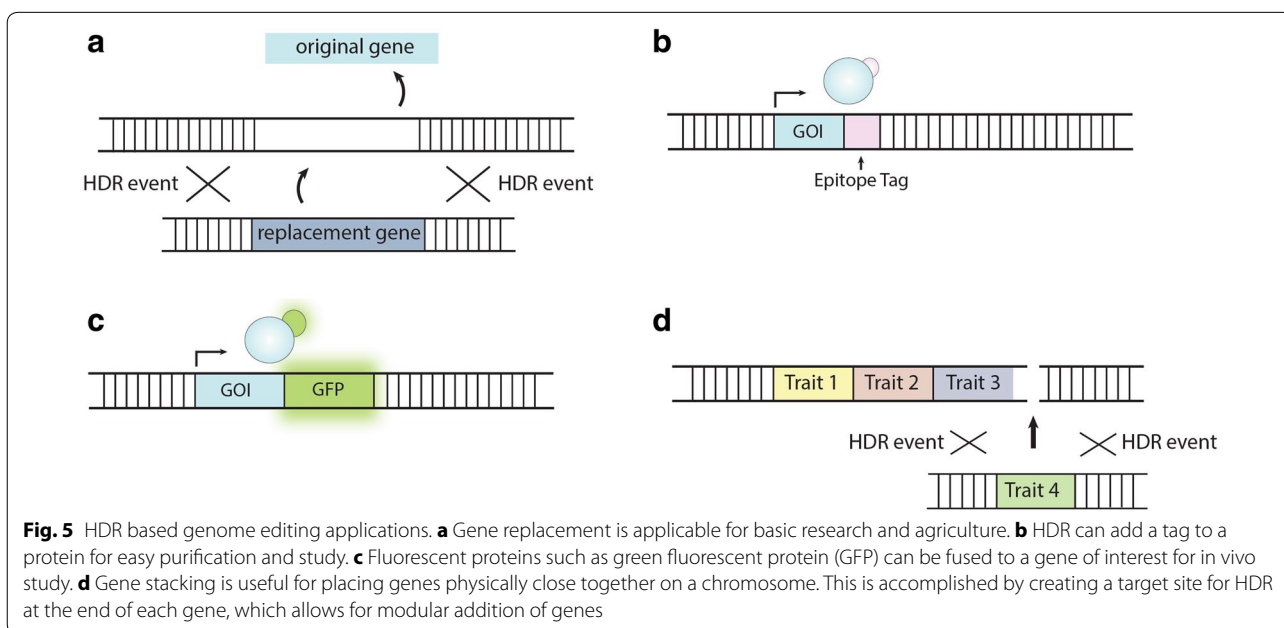 a
original gene
HDR event
HDR event
replacement gene
b
GOI
Epitope Tag
c
GOI
GFP
d
Trait 1
Trait 2
Trait 3
HDR event
HDR event
Trait 4
Fig. 5 HDR based genome editing applications. a Gene replacement is applicable for basic research and agriculture. b HDR can add a tag to a
protein for easy purification and study. c Fluorescent proteins such as green fluorescent protein (GFP) can be fused to a gene of interest for in vivo
study. d Gene stacking is useful for placing genes physically close together on a chromosome. This is accomplished by creating a target site for HDR
at the end of each gene, which allows for modular addition of genes